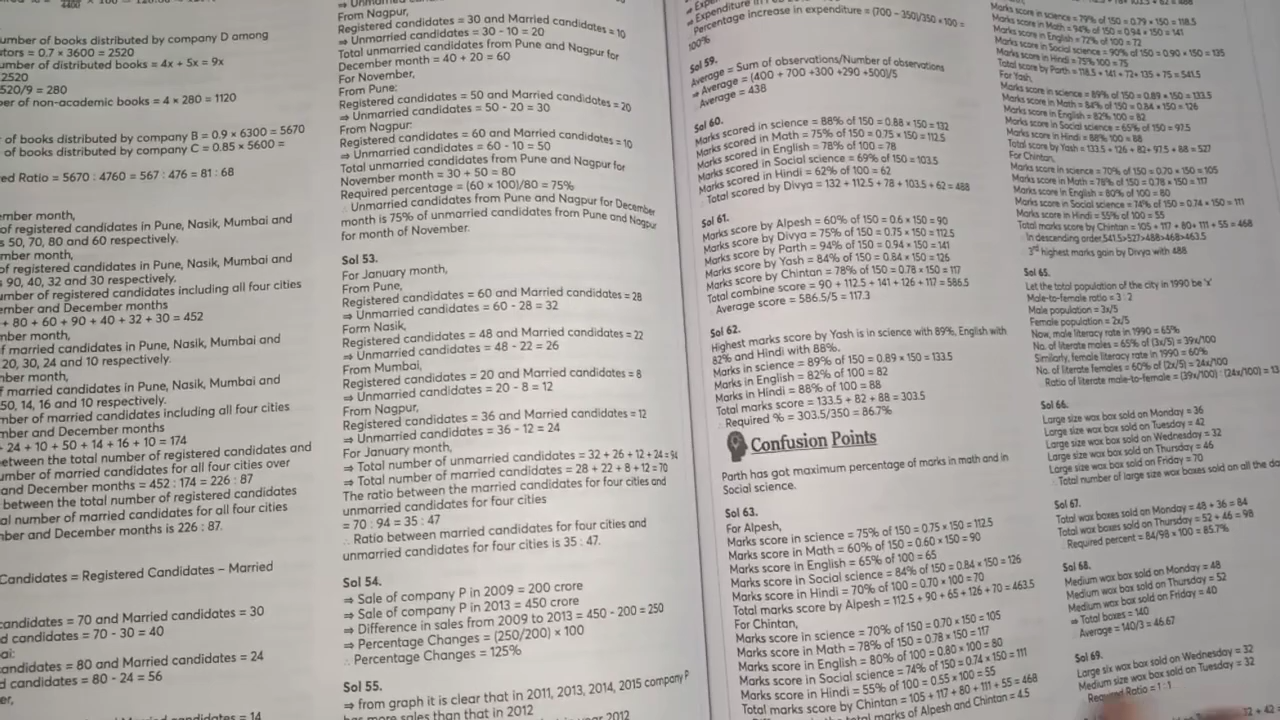 umber of books distributed by company D among
tors = 0.7 × 3600 = 2520
umber of distributed books = 4x + 5x = 9x
2520
520/9 = 280
er of non-academic books = 4 × 280 = 1120
of books distributed by company B = 0.9 × 6300 = 5670
of books distributed by company C = 0.85 × 5600 =
ed Ratio = 5670 : 4760 = 567 : 476 = 81 : 68
ember month,
of registered candidates in Pune, Nasik, Mumbai and
s 50, 70, 80 and 60 respectively.
mber month,
of registered candidates in Pune, Nasik, Mumbai and
90, 40, 32 and 30 respectively.
umber of registered candidates including all four cities
ember and December months
+ 80 + 60 + 90 + 40 + 32 + 30 = 452
mber month,
f married candidates in Pune, Nasik, Mumbai and
20, 30, 24 and 10 respectively.
mber month,
f married candidates in Pune, Nasik, Mumbai and
50, 14, 16 and 10 respectively.
mber of married candidates including all four cities
mber and December months
+ 24 + 10 + 50 + 14 + 16 + 10 = 174
etween the total number of registered candidates and
umber of married candidates for all four cities over
and December months = 452 : 174 = 226 : 87
between the total number of registered candidates
al number of married candidates for all four cities
mber and December months is 226 : 87.
Candidates = Registered Candidates – Married
candidates = 70 and Married candidates = 30
d candidates = 70 - 30 = 40
ai:
andidates = 80 and Married candidates = 24
d candidates = 80 - 24 = 56
er,
Married candidates = 14
From Nagpur,
Registered candidates = 30 and Married candidates = 10
⇒ Unmarried candidates = 30 - 10 = 20
Total unmarried candidates from Pune and Nagpur for
December month = 40 + 20 = 60
For November,
From Pune:
Registered candidates = 50 and Married candidates = 20
⇒ Unmarried candidates = 50 - 20 = 30
From Nagpur:
Registered candidates = 60 and Married candidates = 10
⇒ Unmarried candidates = 60 - 10 = 50
Total unmarried candidates from Pune and Nagpur for
November month = 30 + 50 = 80
Required percentage = (60 × 100)/80 = 75%
∴ Unmarried candidates from Pune and Nagpur for December
month is 75% of unmarried candidates from Pune and Nagpur
for month of November.
Sol 53.
For January month,
From Pune,
Registered candidates = 60 and Married candidates = 28
⇒ Unmarried candidates = 60 - 28 = 32
Form Nasik,
Registered candidates = 48 and Married candidates = 22
⇒ Unmarried candidates = 48 - 22 = 26
From Mumbai,
Registered candidates = 20 and Married candidates = 8
⇒ Unmarried candidates = 20 - 8 = 12
From Nagpur,
Registered candidates = 36 and Married candidates = 12
⇒ Unmarried candidates = 36 - 12 = 24
For January month,
⇒ Total number of unmarried candidates = 32 + 26 + 12 + 24 = 94
⇒ Total number of married candidates = 28 + 22 + 8 + 12 = 70
The ratio between the married candidates for four cities and
unmarried candidates for four cities
= 70 : 94 = 35 : 47
∴ Ratio between married candidates for four cities and
unmarried candidates for four cities is 35 : 47.
Sol 54.
⇒ Sale of company P in 2009 = 200 crore
⇒ Sale of company P in 2013 = 450 crore
⇒ Difference in sales from 2009 to 2013 = 450 - 200 = 250
⇒ Percentage Changes = (250/200) × 100
∴ Percentage Changes = 125%
Sol 55.
⇒ from graph it is clear that in 2011, 2013, 2014, 2015 company P
has more sales than that in 2012
⇒ Percentage increase in expenditure = (700 – 350)/350 × 100 =
100%
Sol 59.
Average = Sum of observations/Number of observations
⇒ Average = (400 + 700 +300 +290 +500)/5
∴ Average = 438
Sol 60.
Marks scored in science = 88% of 150 = 0.88 × 150 = 132
Marks scored in Math = 75% of 150 = 0.75 × 150 = 112.5
Marks scored in English = 78% of 100 = 78
Marks scored in Social science = 69% of 150 = 103.5
Marks scored in Hindi = 62% of 100 = 62
∴ Total scored by Divya = 132 + 112.5 + 78 + 103.5 + 62 = 488
Sol 61.
Marks score by Alpesh = 60% of 150 = 0.6 × 150 = 90
Marks score by Divya = 75% of 150 = 0.75 × 150 = 112.5
Marks score by Parth = 94% of 150 = 0.94 × 150 = 141
Marks score by Yash = 84% of 150 = 0.84 × 150 = 126
Marks score by Chintan = 78% of 150 = 0.78 × 150 = 117
Total combine score = 90 + 112.5 + 141 + 126 + 117 = 586.5
∴ Average score = 586.5/5 = 117.3
Sol 62.
Highest marks score by Yash is in science with 89%, English with
82% and Hindi with 88%.
Marks in science = 89% of 150 = 0.89 × 150 = 133.5
Marks in English = 82% of 100 = 82
Marks in Hindi = 88% of 100 = 88
Total marks score = 133.5 + 82 + 88 = 303.5
∴ Required % = 303.5/350 = 86.7%
Confusion Points
Parth has got maximum percentage of marks in math and in
Social science.
Sol 63.
For Alpesh,
Marks score in science = 75% of 150 = 0.75 × 150 = 112.5
Marks score in Math = 60% of 150 = 0.60 × 150 = 90
Marks score in English = 65% of 100 = 65
Marks score in Social science = 84% of 150 = 0.84 × 150 = 126
Marks score in Hindi = 70% of 100 = 0.70 × 100 = 70
Total marks score by Alpesh = 112.5 + 90 + 65 + 126 + 70 = 463.5
For Chintan,
Marks score in science = 70% of 150 = 0.70 × 150 = 105
Marks score in Math = 78% of 150 = 0.78 × 150 = 117
Marks score in English = 80% of 100 = 0.80 × 100 = 80
Marks score in Social science = 74% of 150 = 0.74 × 150 = 111
Marks score in Hindi = 55% of 100 = 0.55 × 100 = 55
Total marks score by Chintan = 105 + 117 + 80 + 111 + 55 = 468
total marks of Alpesh and Chintan = 4.5
Marks score in science = 79% of 150 = 0.79 × 150 = 118.5
Marks score in Math = 94% of 150 = 0.94 × 150 = 141
Marks score in English = 72% of 100 = 72
Marks score in Social science = 90% of 150 = 0.90 × 150 = 135
Marks score in Hindi = 75% 100 = 75
Total score by Parth = 118.5 + 141 + 72 + 135 + 75 = 541.5
For Yash,
Marks score in science = 89% of 150 = 0.89 × 150 = 133.5
Marks score in Math = 84% of 150 = 0.84 × 150 = 126
Marks score in English = 82% 100 = 82
Marks score in Social science = 65% of 150 = 97.5
Marks score in Hindi = 88% 100 = 88
Total score by Yash = 133.5 + 126 + 82 + 97.5 + 88 = 527
For Chintan,
Marks score in science = 70% of 150 = 0.70 × 150 = 105
Marks score in Math = 78% of 150 = 0.78 × 150 = 117
Marks score in English = 80% of 100 = 80
Marks score in Social science = 74% of 150 = 0.74 × 150 = 111
Marks score in Hindi = 55% of 100 = 55
Total marks score by Chintan = 105 + 117 + 80 + 111 + 55 = 468
∴ In descending order,541.5>527>488>468>463.5
3rd highest marks gain by Divya with 488
Sol 65.
Let the total population of the city in 1990 be 'x'
Male-to-female ratio = 3 : 2
Male population = 3x/5
Female population = 2x/5
Now, male literacy rate in 1990 = 65%
No. of literate males = 65% of (3x/5) = 39x/100
Similarly, female literacy rate in 1990 = 60%
No. of literate females = 60% of (2x/5) = 24x/100
∴ Ratio of literate male-to-female = (39x/100) : (24x/100) = 13
Sol 66.
Large size wax box sold on Monday = 36
Large size wax box sold on Tuesday = 42
Large size wax box sold on Wednesday = 32
Large size wax box sold on Thursday = 46
Large size wax box sold on Friday = 70
∴ Total number of large size wax boxes sold on all the da
Sol 67.
Total wax boxes sold on Monday = 48 + 36 = 84
Total wax boxes sold on Thursday = 52 + 46 = 98
∴ Required percent = 84/98 × 100 = 85.7%
Sol 68.
Medium wax box sold on Monday = 48
Medium wax box sold on Thursday = 52
Medium wax box sold on Friday = 40
⇒ Total boxes = 140
∴ Average = 140/3 = 46.67
Sol 69.
Large six wax box sold on Wednesday = 32
Medium size wax box sold on Tuesday = 32
Required Ratio = 1 : 1